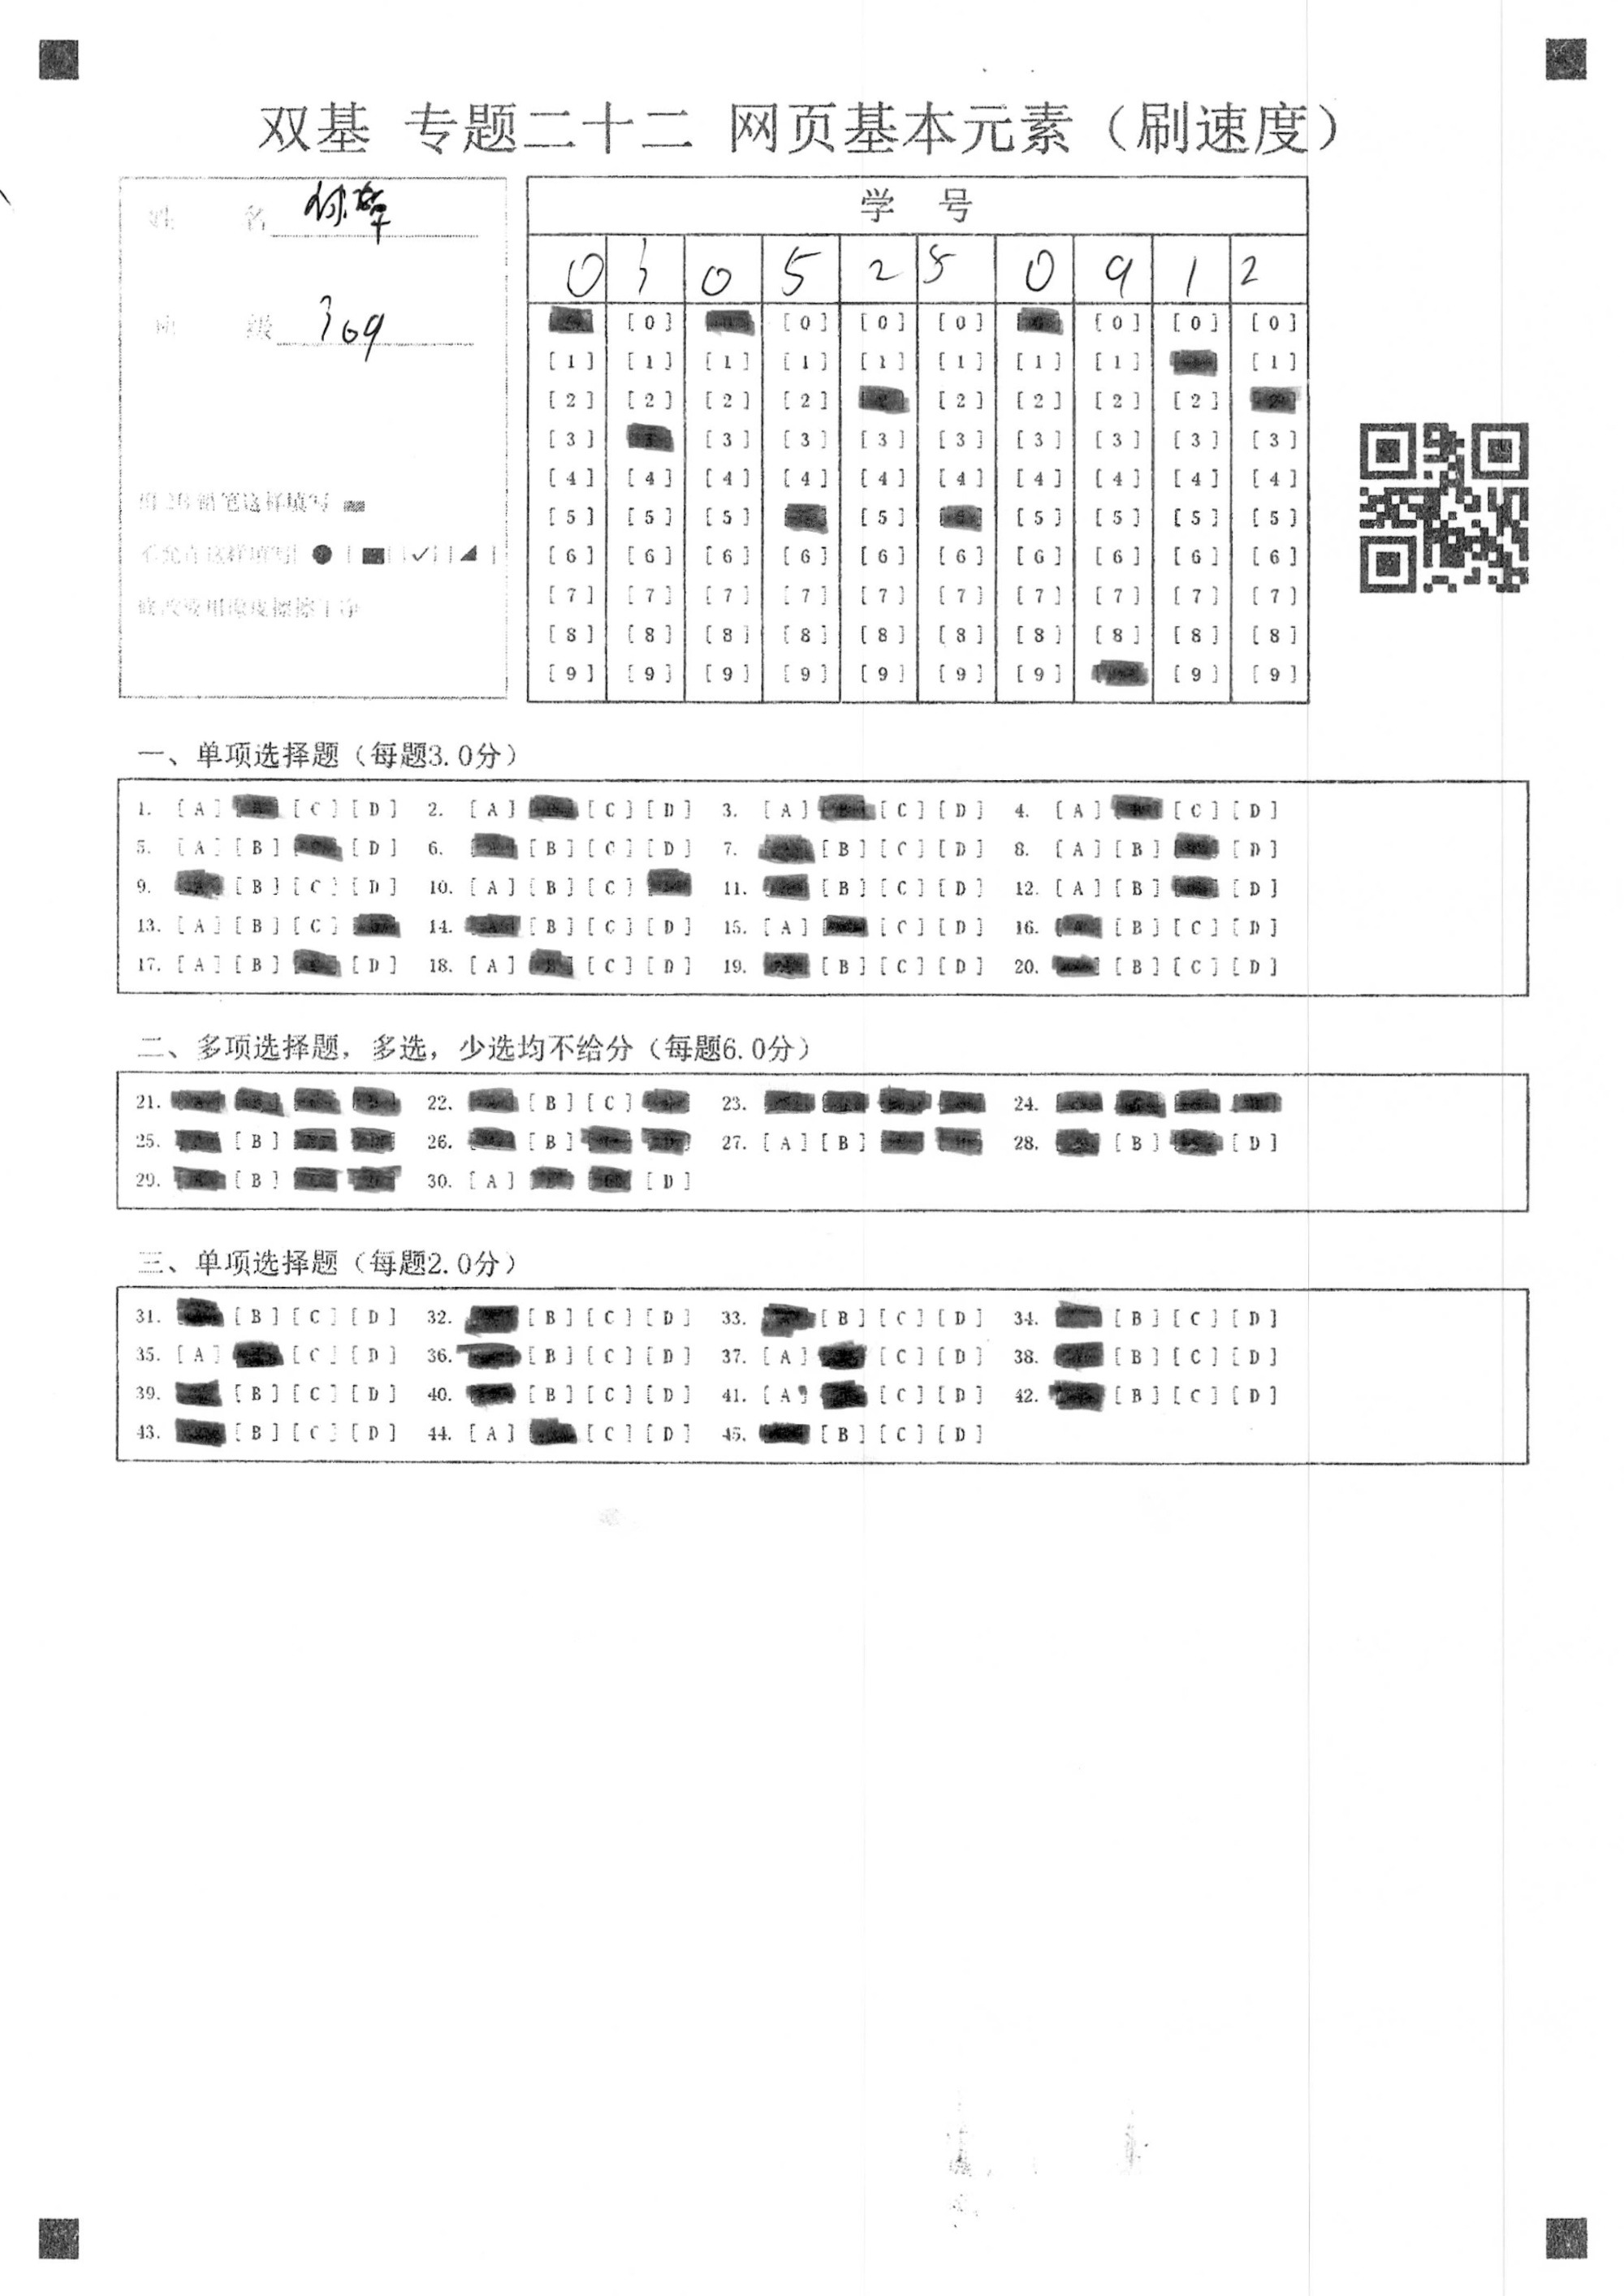 双基 专题二十二 网页基本元素（刷速度）
姓 名
级 309
用2B铅笔这样填写
不允许这样填写
修改要用橡皮擦擦干净
学 号
0 3 0 5 2 5 0 9 1 2
[0] [0] [0] [0] [0] [0] [0]
[1] [1] [1] [1] [1] [1] [1] [1] [1]
[2] [2] [2] [2] [2] [2] [2] [2]
[3] [3] [3] [3] [3] [3] [3] [3] [3]
[4] [4] [4] [4] [4] [4] [4] [4] [4] [4]
[5] [5] [5] [5] [5] [5] [5] [5]
[6] [6] [6] [6] [6] [6] [6] [6] [6] [6]
[7] [7] [7] [7] [7] [7] [7] [7] [7] [7]
[8] [8] [8] [8] [8] [8] [8] [8] [8] [8]
[9] [9] [9] [9] [9] [9] [9] [9] [9]
一、单项选择题（每题3.0分）
1. [A] [C] [D] 2. [A] [C] [D] 3. [A] [C] [D] 4. [A] [C] [D]
5. [A] [B] [D] 6. [B] [C] [D] 7. [B] [C] [D] 8. [A] [B] [D]
9. [B] [C] [D] 10. [A] [B] [C] 11. [B] [C] [D] 12. [A] [B] [D]
13. [A] [B] [C] 14. [B] [C] [D] 15. [A] [C] [D] 16. [B] [C] [D]
17. [A] [B] [D] 18. [A] [C] [D] 19. [B] [C] [D] 20. [B] [C] [D]
二、多项选择题，多选，少选均不给分（每题6.0分）
21. 22. [B] [C] 23. 24.
25. [B] 26. [B] 27. [A] [B] 28. [B] [D]
29. [B] 30. [A] [D]
三、单项选择题（每题2.0分）
31. [B] [C] [D] 32. [B] [C] [D] 33. [B] [C] [D] 34. [B] [C] [D]
35. [A] [C] [D] 36. [B] [C] [D] 37. [A] [C] [D] 38. [B] [C] [D]
39. [B] [C] [D] 40. [B] [C] [D] 41. [A] [C] [D] 42. [B] [C] [D]
43. [B] [C] [D] 44. [A] [C] [D] 45. [B] [C] [D]